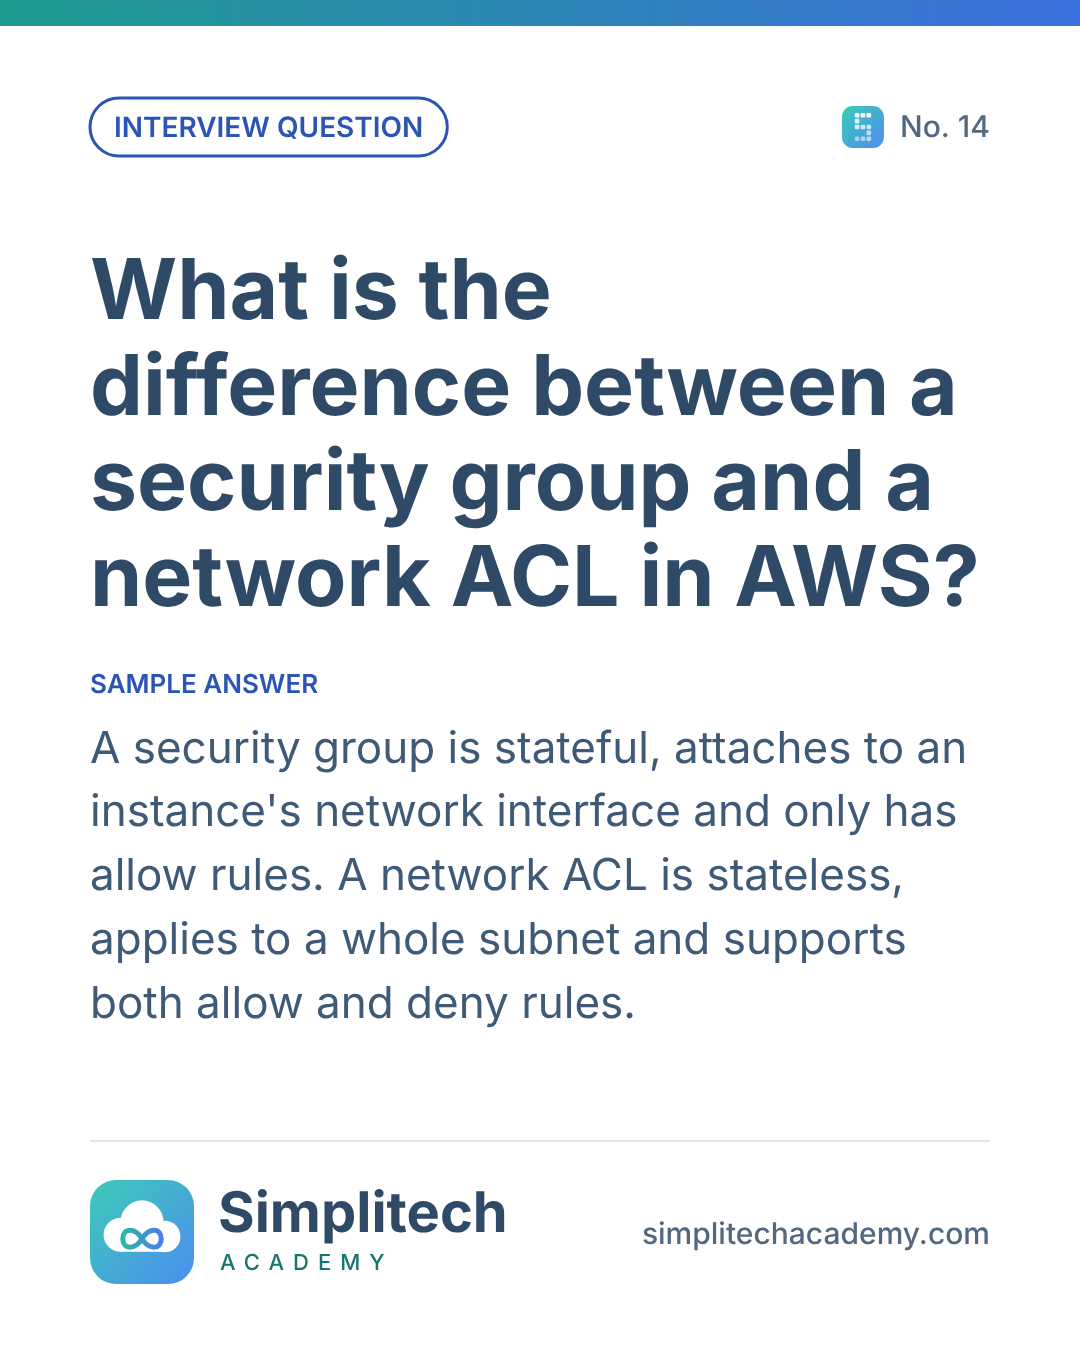 INTERVIEW QUESTION
No. 14
What is the
difference between a
security group and a
network ACL in AWS?
SAMPLE ANSWER
A security group is stateful, attaches to an
instance's network interface and only has
allow rules. A network ACL is stateless,
applies to a whole subnet and supports
both allow and deny rules.
Simplitech
ACADEMY
simplitechacademy.com